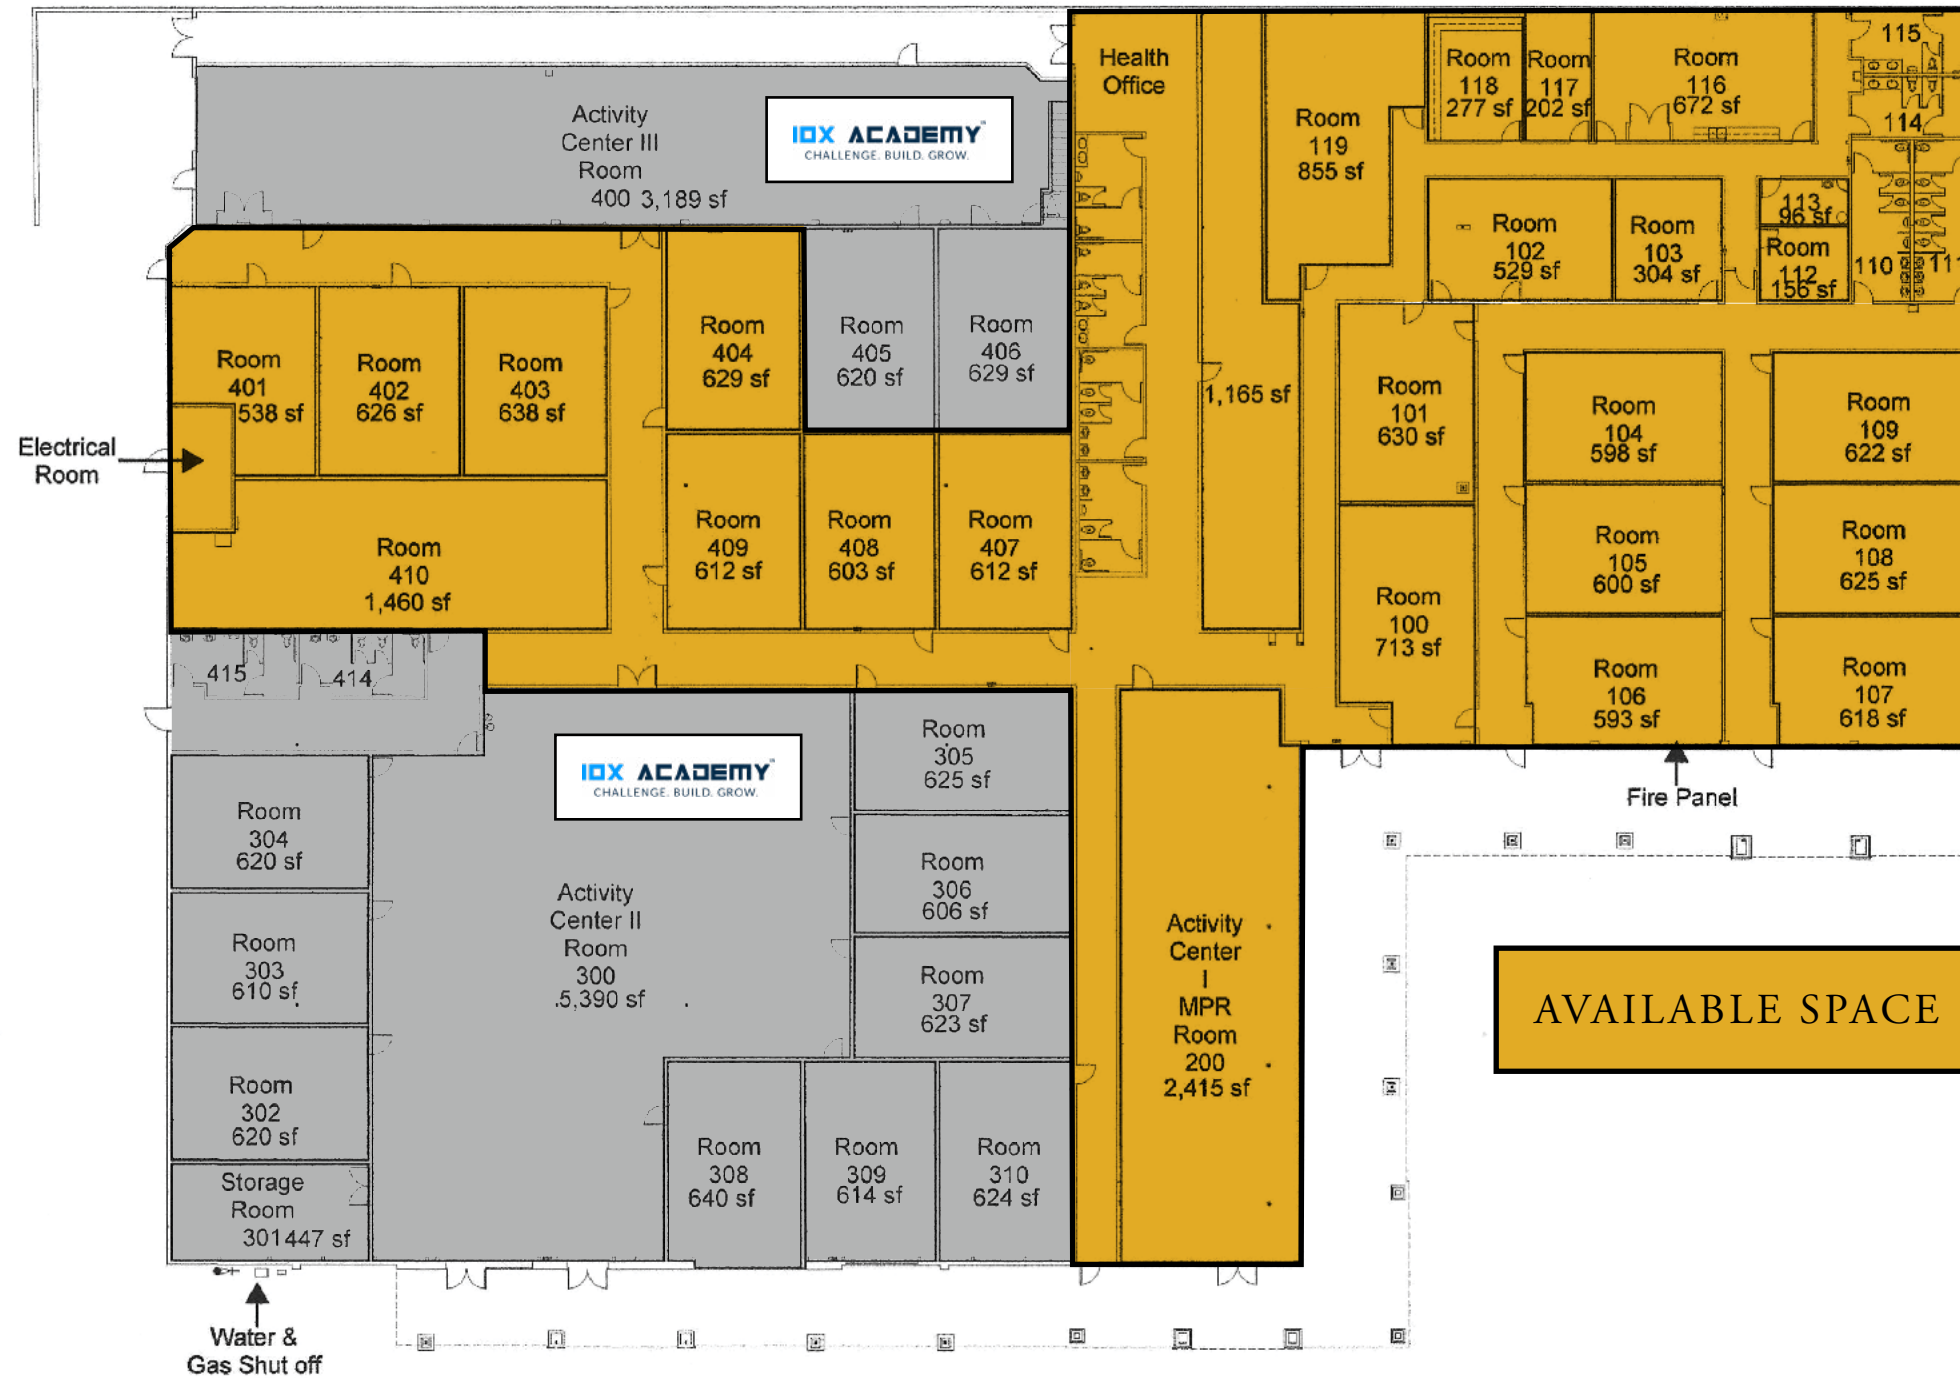 Health
Office
Room
118
277 sf
Room
117
202 sf
Room
116
672 sf
115
114
Activity
Center III
Room
400 3,189 sf
10X ACADEMY
CHALLENGE. BUILD. GROW.
Room
119
855 sf
Room
102
529 sf
Room
103
304 sf
113
96 sf
Room
112
156 sf
110
111
Room
401
538 sf
Room
402
626 sf
Room
403
638 sf
Room
404
629 sf
Room
405
620 sf
Room
406
629 sf
1,165 sf
Room
101
630 sf
Room
104
598 sf
Room
109
622 sf
Electrical
Room
Room
410
1,460 sf
Room
409
612 sf
Room
408
603 sf
Room
407
612 sf
Room
100
713 sf
Room
105
600 sf
Room
108
625 sf
415
414
Room
106
593 sf
Room
107
618 sf
Fire Panel
10X ACADEMY
CHALLENGE. BUILD. GROW.
Room
305
625 sf
Room
304
620 sf
Room
306
606 sf
Activity
Center II
Room
300
5,390 sf
Room
303
610 sf
Room
307
623 sf
Activity
Center
I
MPR
Room
200
2,415 sf
AVAILABLE SPACE
Room
302
620 sf
Room
308
640 sf
Room
309
614 sf
Room
310
624 sf
Storage
Room
301 447 sf
Water &
Gas Shut off